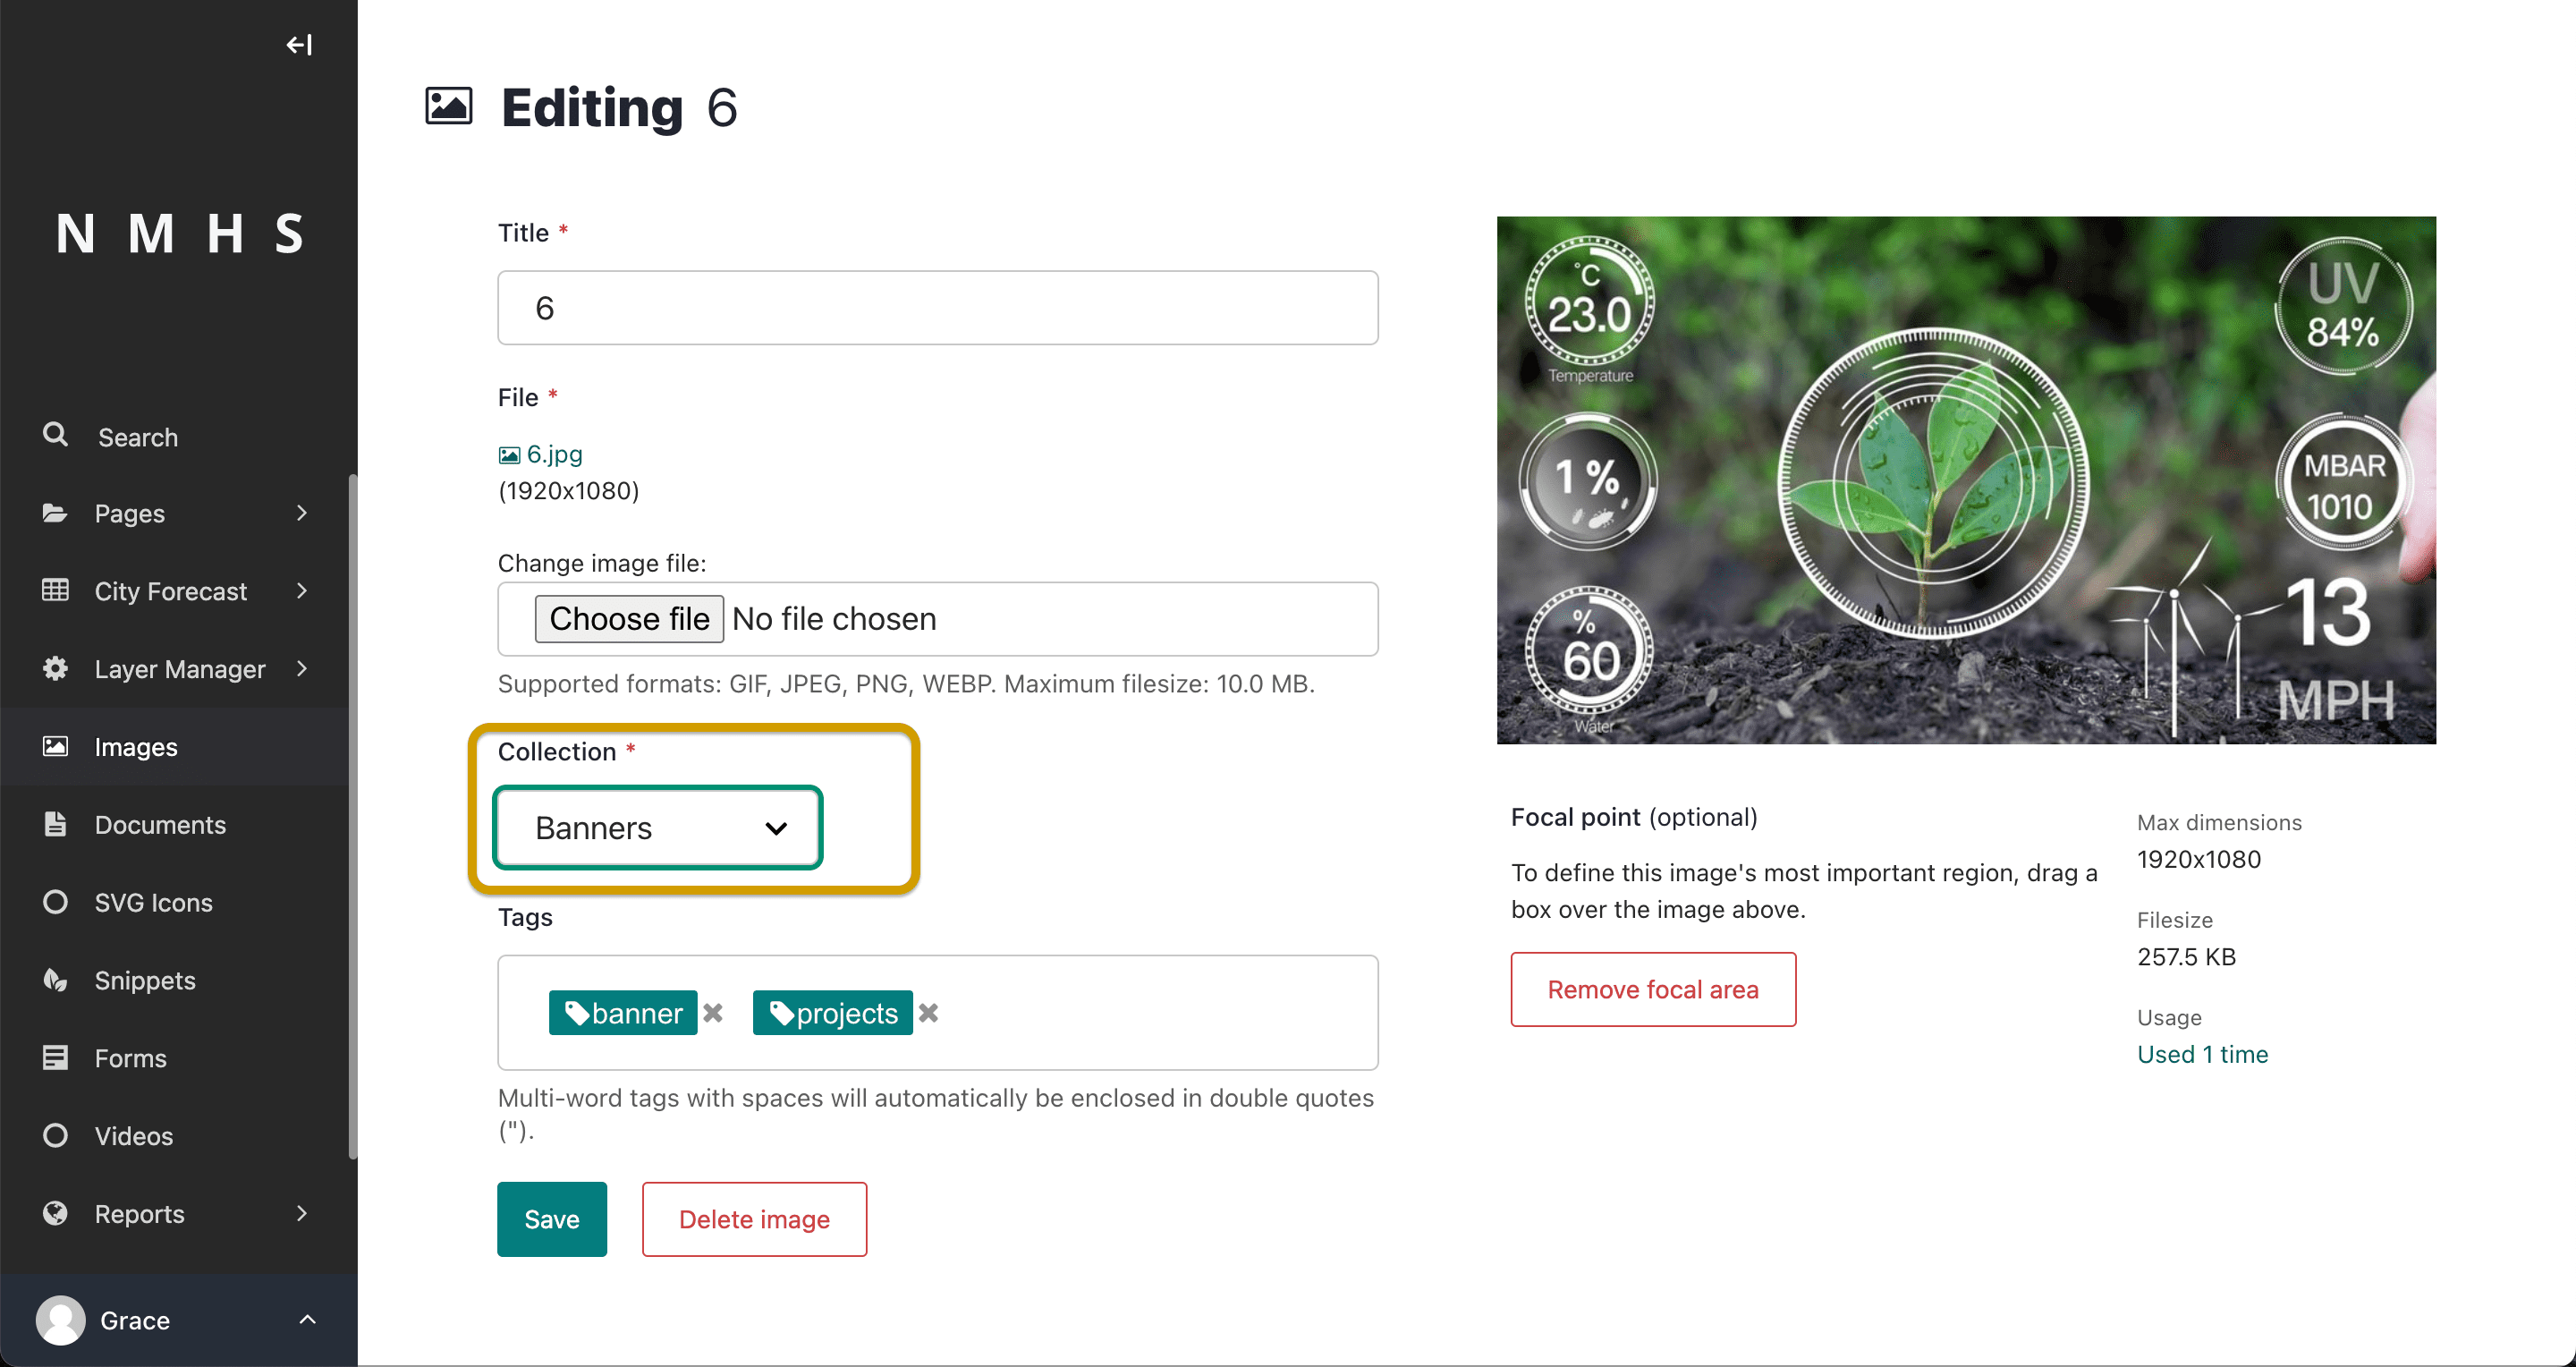 Editing 6
N M H S
Search
Pages
City Forecast
Layer Manager
Images
Documents
SVG Icons
Snippets
Forms
Videos
Reports
Grace
Title *
6
File *
6.jpg
(1920x1080)
Change image file:
Choose file No file chosen
Supported formats: GIF, JPEG, PNG, WEBP. Maximum filesize: 10.0 MB.
Collection *
Banners
Tags
banner
projects
Multi-word tags with spaces will automatically be enclosed in double quotes
(").
Save
Delete image
°C
23.0
Temperature
1 %
%
60
Water
UV
84%
MBAR
1010
13
MPH
Focal point (optional)
To define this image's most important region, drag a
box over the image above.
Remove focal area
Max dimensions
1920x1080
Filesize
257.5 KB
Usage
Used 1 time